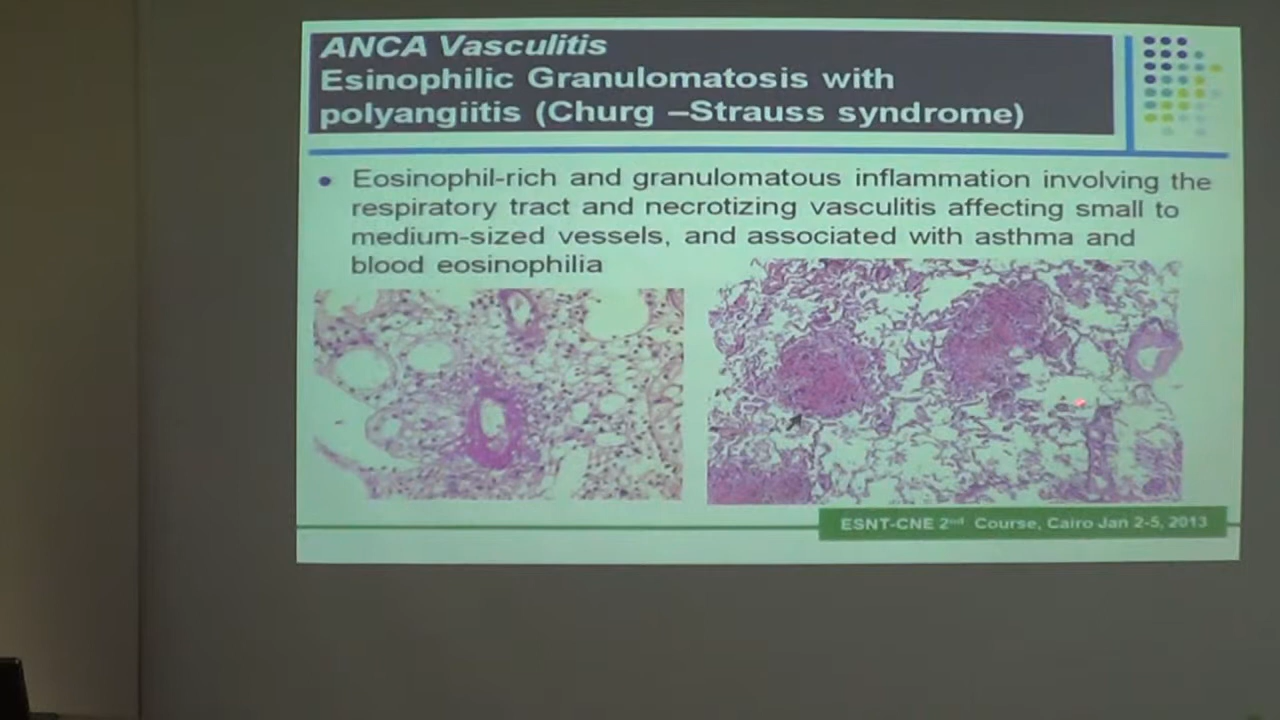 ANCA Vasculitis
Esinophilic Granulomatosis with
polyangiitis (Churg –Strauss syndrome)
Eosinophil-rich and granulomatous inflammation involving the
respiratory tract and necrotizing vasculitis affecting small to
medium-sized vessels, and associated with asthma and
blood eosinophilia
ESNT-CNE 2nd Course, Cairo Jan 2-5, 2013